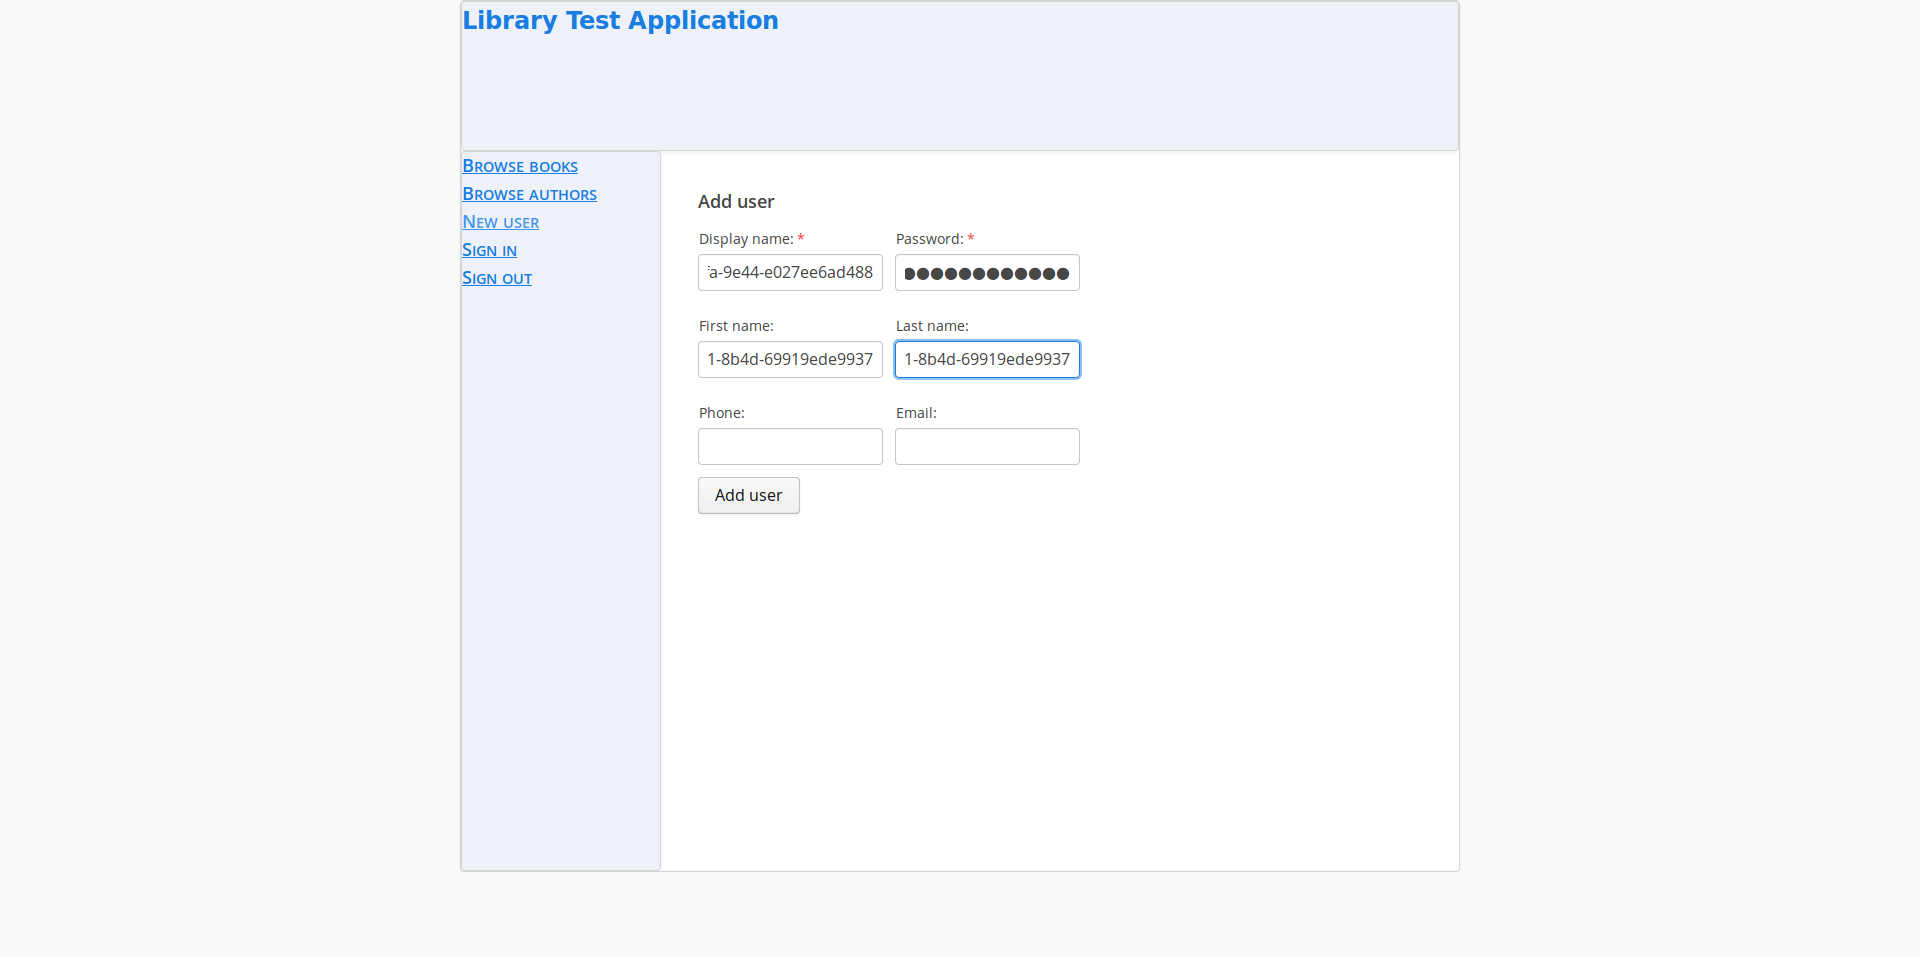 Library Test Application
Browse books
Browse authors
New user
Sign in
Sign out
Add user
Display name: * Password: *
a-9e44-e027ee6ad488 ●●●●●●●●●●●●
First name: Last name:
1-8b4d-69919ede9937 1-8b4d-69919ede9937
Phone: Email:
Add user